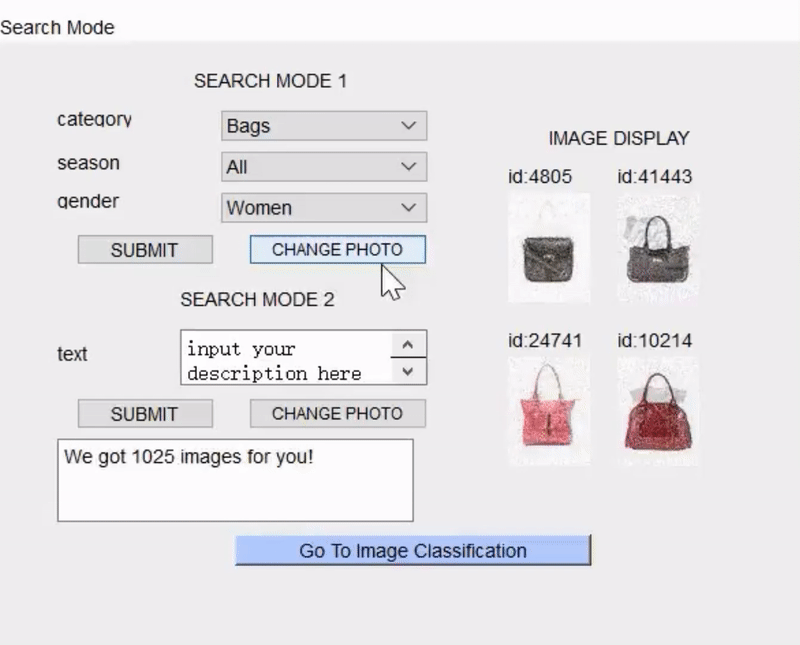 Search Mode
SEARCH MODE 1
category
Bags
season
All
gender
Women
SUBMIT
CHANGE PHOTO
SEARCH MODE 2
text
input your
description here
SUBMIT
CHANGE PHOTO
We got 1025 images for you!
Go To Image Classification
IMAGE DISPLAY
id:4805
id:41443
id:24741
id:10214